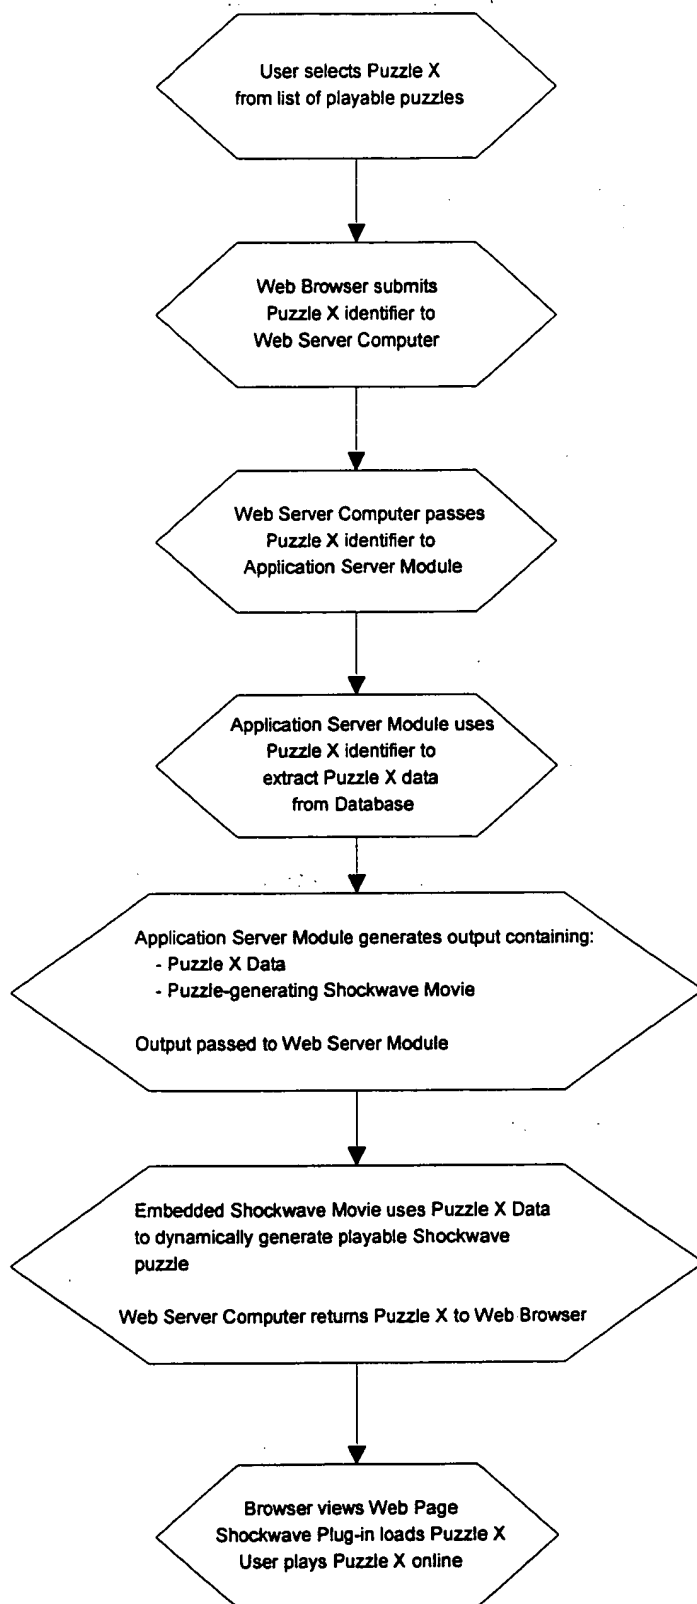 User selects Puzzle X
from list of playable puzzles
Web Browser submits
Puzzle X identifier to
Web Server Computer
Web Server Computer passes
Puzzle X identifier to
Application Server Module
Application Server Module uses
Puzzle X identifier to
extract Puzzle X data
from Database
Application Server Module generates output containing:
- Puzzle X Data
- Puzzle-generating Shockwave Movie
Output passed to Web Server Module
Embedded Shockwave Movie uses Puzzle X Data
to dynamically generate playable Shockwave
puzzle
Web Server Computer returns Puzzle X to Web Browser
Browser views Web Page
Shockwave Plug-in loads Puzzle X
User plays Puzzle X online